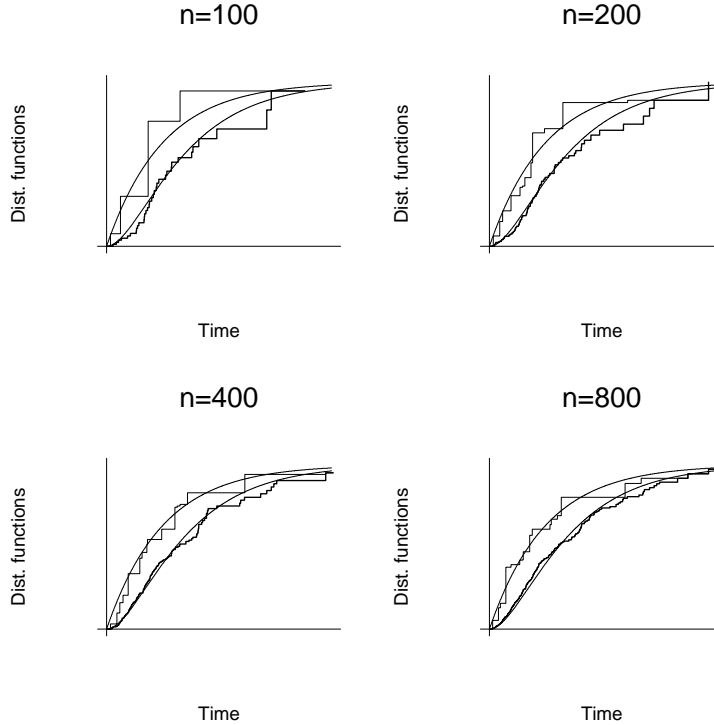 n=100
Dist. functions
Time
n=200
Dist. functions
Time
n=400
Dist. functions
Time
n=800
Dist. functions
Time